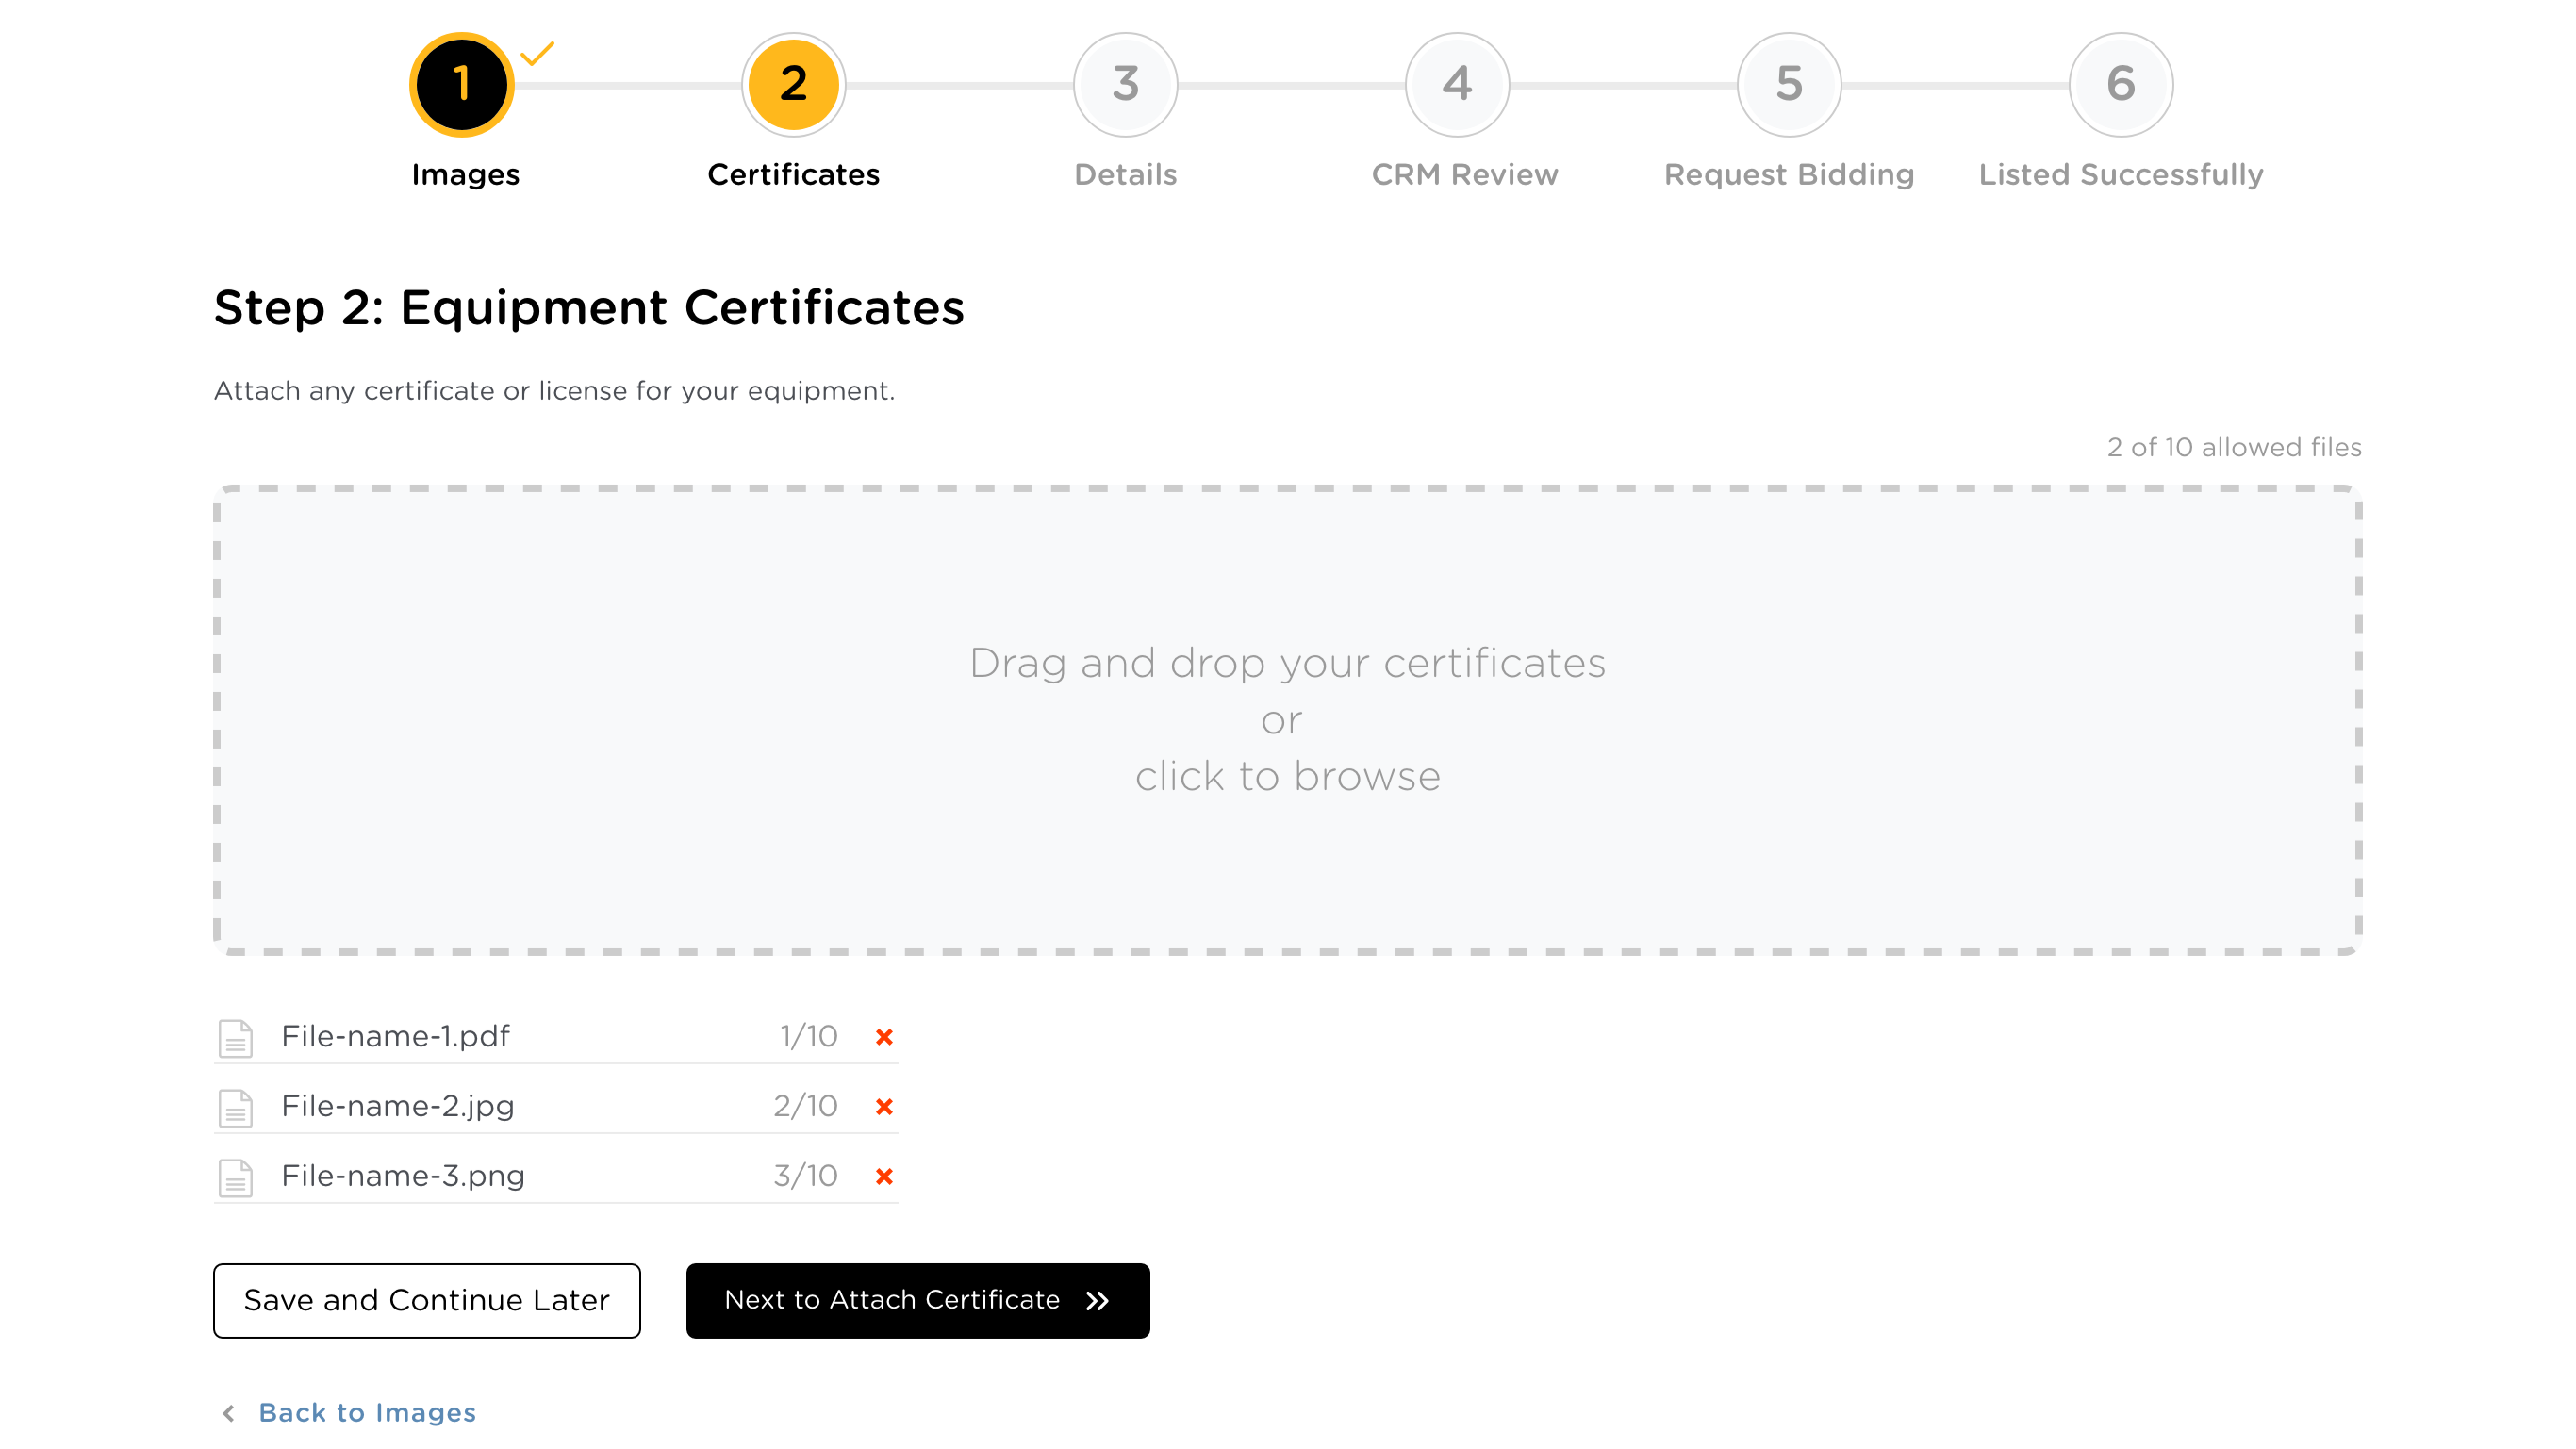 1 2 3 4 5 6
Images Certificates Details CRM Review Request Bidding Listed Successfully
Step 2: Equipment Certificates
Attach any certificate or license for your equipment.
2 of 10 allowed files
Drag and drop your certificates
or
click to browse
File-name-1.pdf 1/10
File-name-2.jpg 2/10
File-name-3.png 3/10
Save and Continue Later Next to Attach Certificate
Back to Images